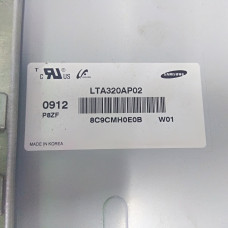 T
LTA320AP02
SAMSUNG
0912
P8ZF
8C9CMH0E0B W01
MADE IN KOREA